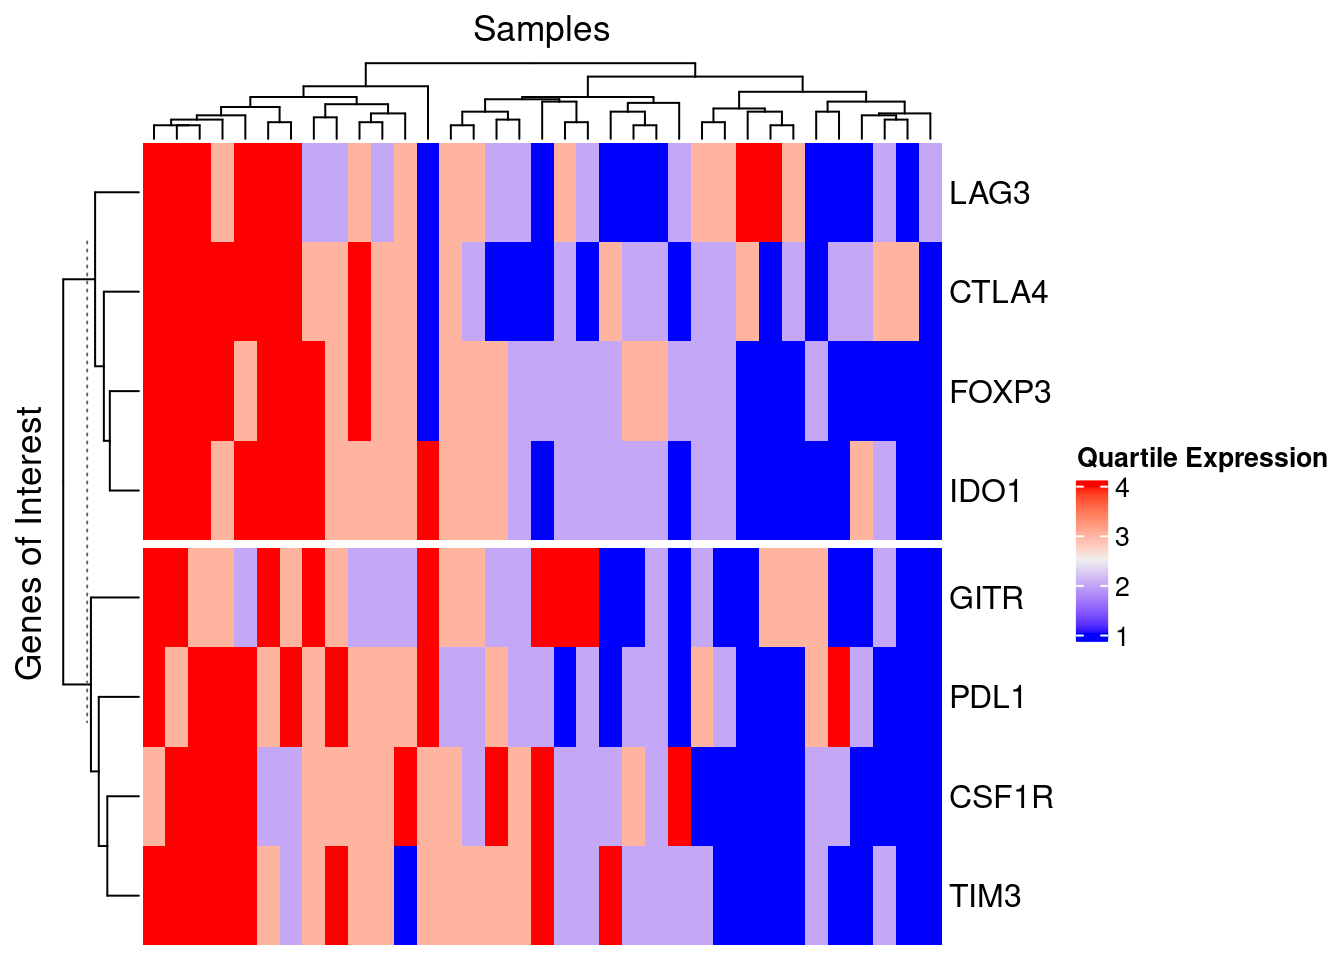 Samples
LAG3
CTLA4
FOXP3
IDO1
GITR
PDL1
CSF1R
TIM3
Genes of Interest
Quartile Expression
4
3
2
1